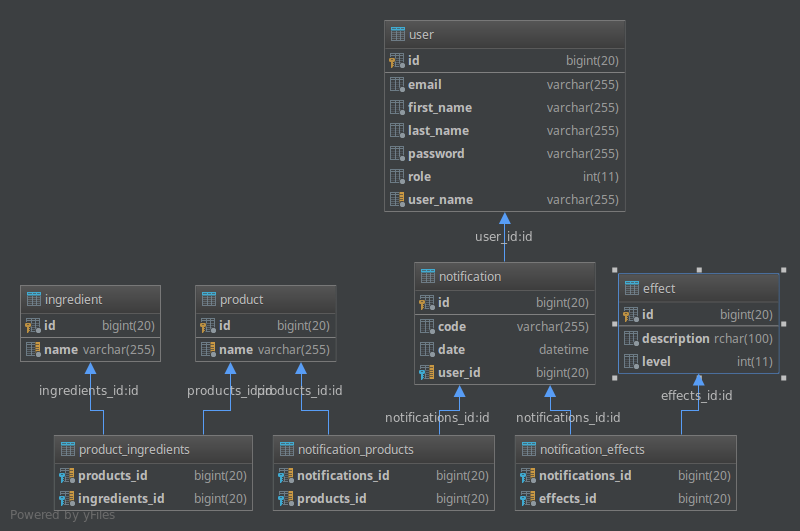 user
id bigint(20)
email varchar(255)
first_name varchar(255)
last_name varchar(255)
password varchar(255)
role int(11)
user_name varchar(255)
user_id:id
ingredient
id bigint(20)
name varchar(255)
product
id bigint(20)
name varchar(255)
notification
id bigint(20)
code varchar(255)
date datetime
user_id bigint(20)
effect
id bigint(20)
description rchar(100)
level int(11)
ingredients_id:id
products_id:id
products_id:id
notifications_id:id
notifications_id:id
effects_id:id
product_ingredients
products_id bigint(20)
ingredients_id bigint(20)
notification_products
notifications_id bigint(20)
products_id bigint(20)
notification_effects
notifications_id bigint(20)
effects_id bigint(20)
Powered by yFiles